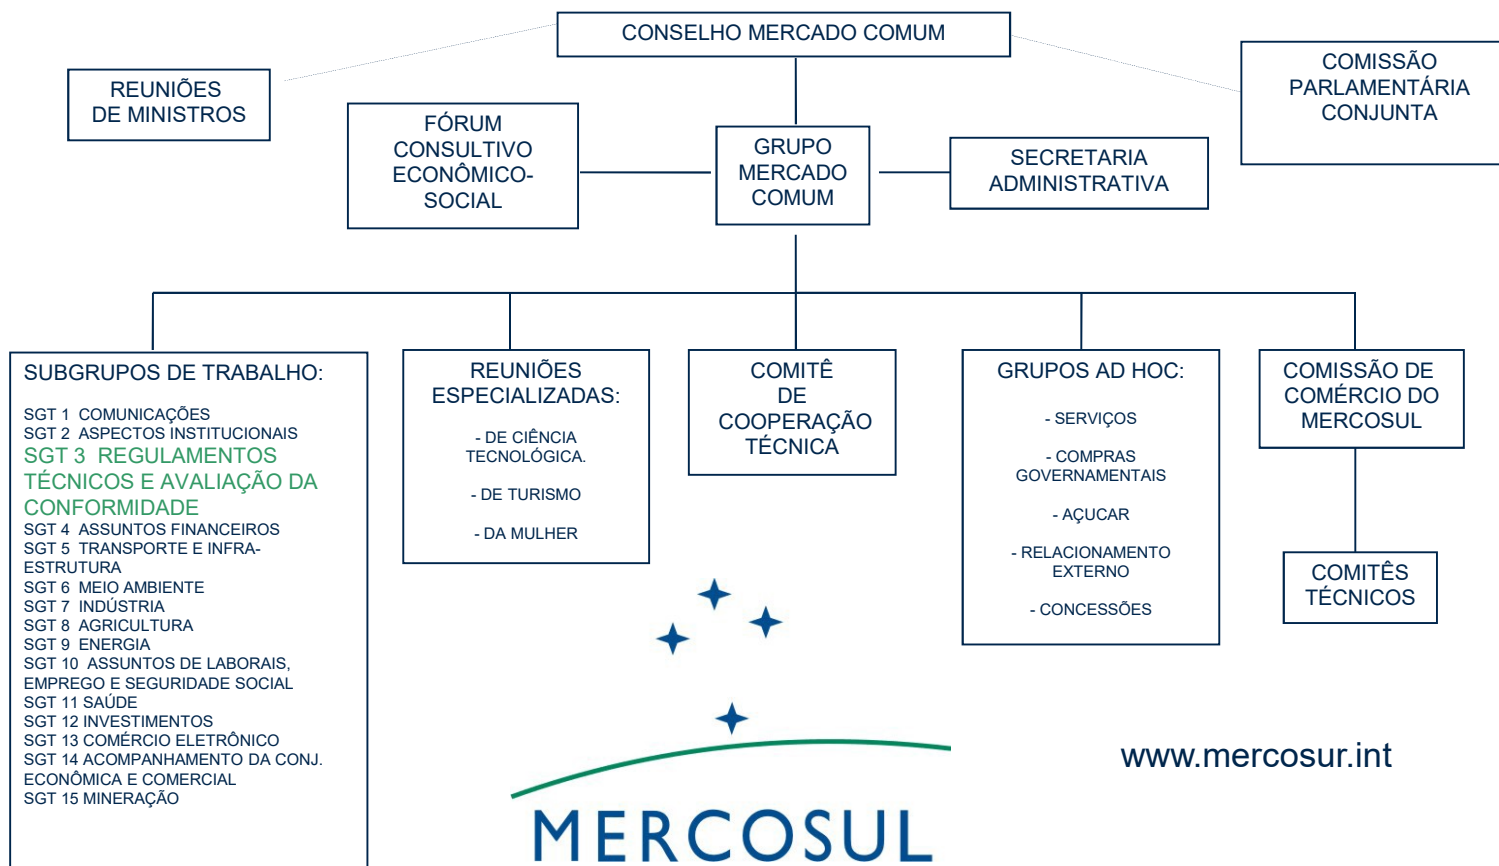 CONSELHO MERCADO COMUM
REUNIÕES
DE MINISTROS
COMISSÃO
PARLAMENTÁRIA
CONJUNTA
FÓRUM
CONSULTIVO
ECONÔMICO-
SOCIAL
GRUPO
MERCADO
COMUM
SECRETARIA
ADMINISTRATIVA
SUBGRUPOS DE TRABALHO:
SGT 1 COMUNICAÇÕES
SGT 2 ASPECTOS INSTITUCIONAIS
SGT 3 REGULAMENTOS
TÉCNICOS E AVALIAÇÃO DA
CONFORMIDADE
SGT 4 ASSUNTOS FINANCEIROS
SGT 5 TRANSPORTE E INFRA-
ESTRUTURA
SGT 6 MEIO AMBIENTE
SGT 7 INDÚSTRIA
SGT 8 AGRICULTURA
SGT 9 ENERGIA
SGT 10 ASSUNTOS DE LABORAIS,
EMPREGO E SEGURIDADE SOCIAL
SGT 11 SAÚDE
SGT 12 INVESTIMENTOS
SGT 13 COMÉRCIO ELETRÔNICO
SGT 14 ACOMPANHAMENTO DA CONJ.
ECONÔMICA E COMERCIAL
SGT 15 MINERAÇÃO
REUNIÕES
ESPECIALIZADAS:
- DE CIÊNCIA
TECNOLÓGICA.
- DE TURISMO
- DA MULHER
COMITÊ
DE
COOPERAÇÃO
TÉCNICA
GRUPOS AD HOC:
- SERVIÇOS
- COMPRAS
GOVERNAMENTAIS
- AÇUCAR
- RELACIONAMENTO
EXTERNO
- CONCESSÕES
COMISSÃO DE
COMÉRCIO DO
MERCOSUL
COMITÊS
TÉCNICOS
www.mercosur.int
MERCOSUL